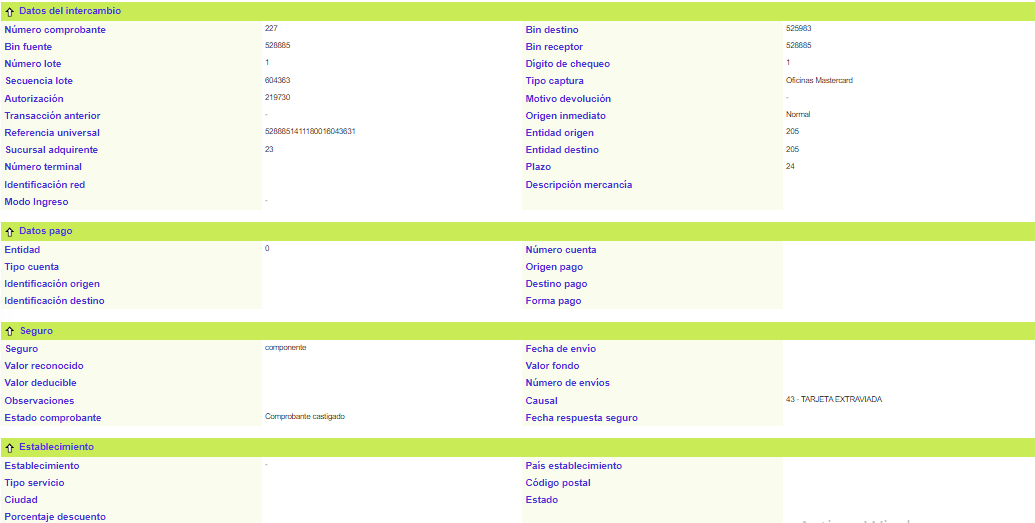 Datos del intercambio
Número comprobante 227 Bin destino 525983
Bin fuente 528885 Bin receptor 528885
Número lote 1 Dígito de chequeo 1
Secuencia lote 604363 Tipo captura Oficinas Mastercard
Autorización 219730 Motivo devolución -
Transacción anterior - Origen inmediato Normal
Referencia universal 5288851411180016043631 Entidad origen 205
Sucursal adquirente 23 Entidad destino 205
Número terminal Plazo 24
Identificación red Descripción mercancía
Modo Ingreso -
Datos pago
Entidad 0 Número cuenta
Tipo cuenta Origen pago
Identificación origen Destino pago
Identificación destino Forma pago
Seguro
Seguro componente Fecha de envío
Valor reconocido Valor fondo
Valor deducible Número de envíos
Observaciones Causal 43 - TARJETA EXTRAVIADA
Estado comprobante Comprobante castigado Fecha respuesta seguro
Establecimiento
Establecimiento - País establecimiento
Tipo servicio Código postal
Ciudad Estado
Porcentaje descuento